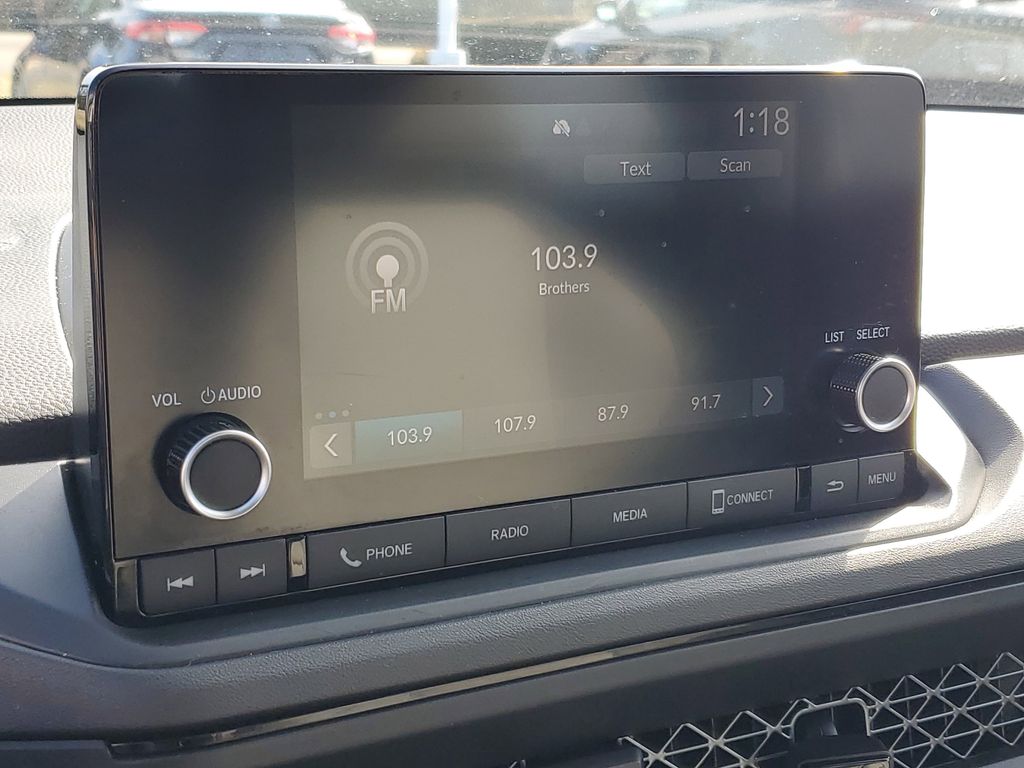 1:18
Text Scan
103.9
Brothers
FM
LIST SELECT
VOL AUDIO
103.9 107.9 87.9 91.7
PHONE RADIO MEDIA CONNECT MENU